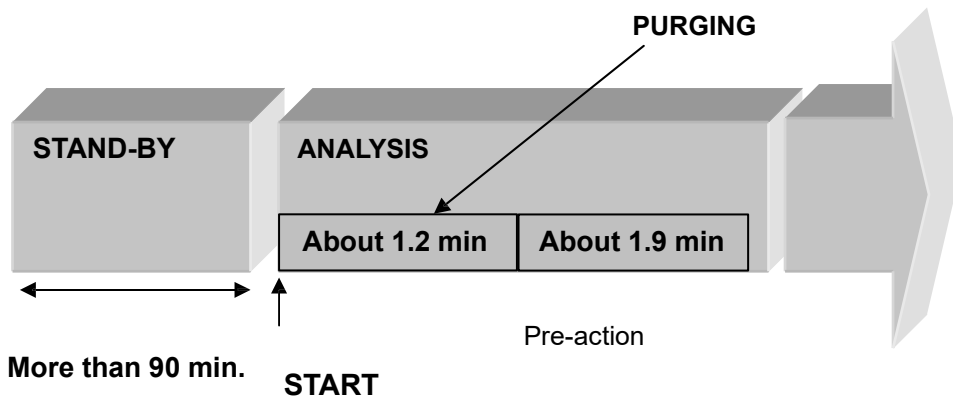 PURGING
STAND-BY
ANALYSIS
About 1.2 min
About 1.9 min
Pre-action
More than 90 min.
START